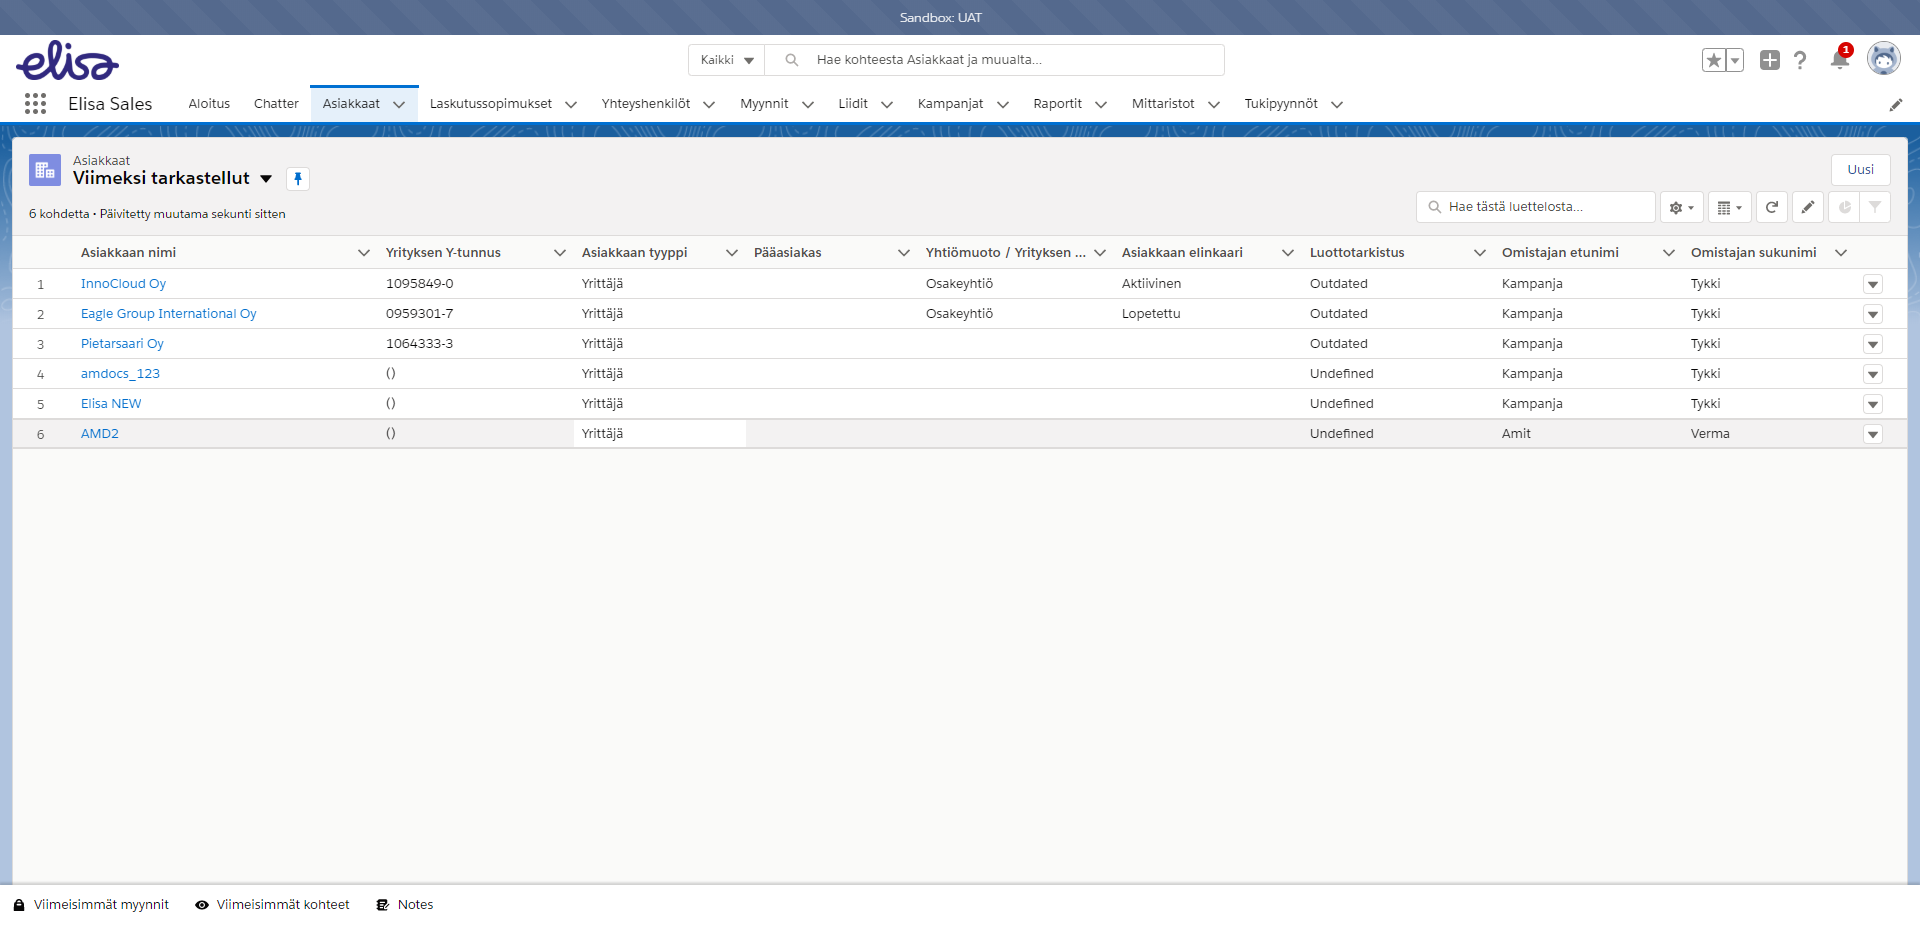 Sandbox: UAT
elisa
Kaikki
Hae kohteesta Asiakkaat ja muualta...
1
Elisa Sales
Aloitus
Chatter
Asiakkaat
Laskutussopimukset
Yhteyshenkilöt
Myynnit
Liidit
Kampanjat
Raportit
Mittaristot
Tukipyynnöt
Asiakkaat
Viimeksi tarkastellut
Uusi
6 kohdetta • Päivitetty muutama sekunti sitten
Hae tästä luettelosta...
Asiakkaan nimi Yrityksen Y-tunnus Asiakkaan tyyppi Pääasiakas Yhtiömuoto / Yrityksen ... Asiakkaan elinkaari Luottotarkistus Omistajan etunimi Omistajan sukunimi
1 InnoCloud Oy 1095849-0 Yrittäjä Osakeyhtiö Aktiivinen Outdated Kampanja Tykki
2 Eagle Group International Oy 0959301-7 Yrittäjä Osakeyhtiö Lopetettu Outdated Kampanja Tykki
3 Pietarsaari Oy 1064333-3 Yrittäjä Outdated Kampanja Tykki
4 amdocs_123 () Yrittäjä Undefined Kampanja Tykki
5 Elisa NEW () Yrittäjä Undefined Kampanja Tykki
6 AMD2 () Yrittäjä Undefined Amit Verma
Viimeisimmät myynnit
Viimeisimmät kohteet
Notes